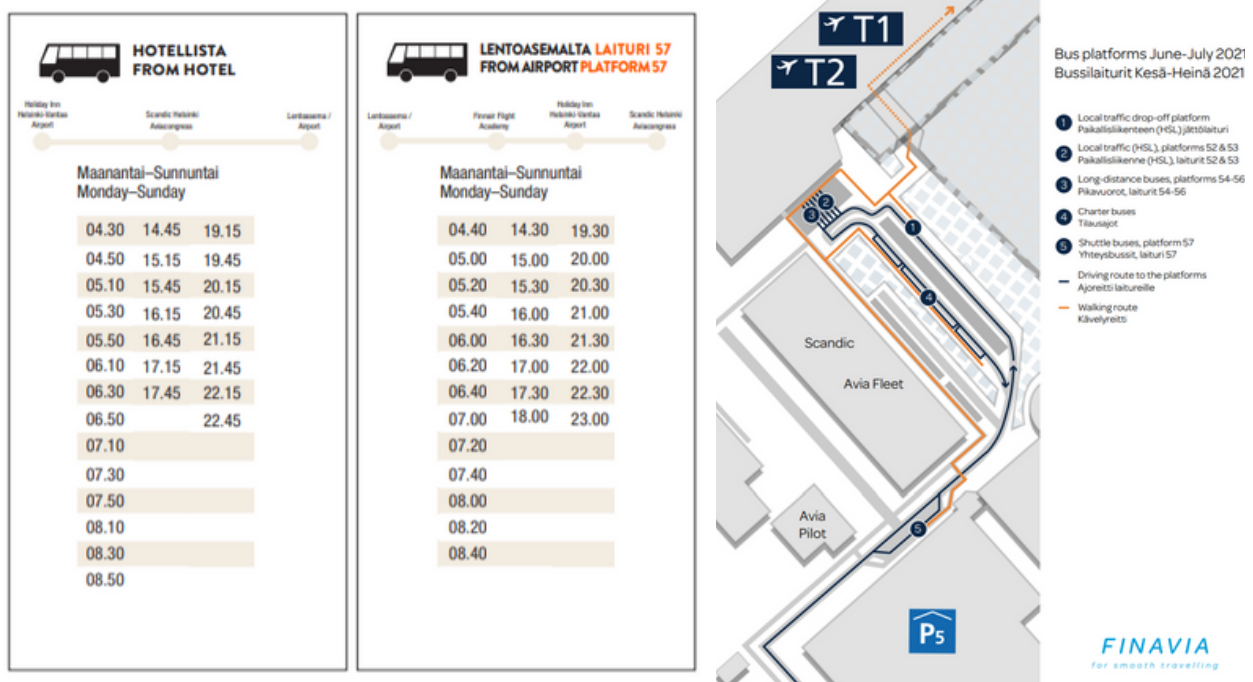 HOTELLISTA
FROM HOTEL
Holiday Inn
Helsinki-Vantaa
Airport
Scandic Helsinki
Aviacongress
Lentoasema /
Airport
Maanantai–Sunnuntai
Monday–Sunday
04.30 14.45 19.15
04.50 15.15 19.45
05.10 15.45 20.15
05.30 16.15 20.45
05.50 16.45 21.15
06.10 17.15 21.45
06.30 17.45 22.15
06.50 22.45
07.10
07.30
07.50
08.10
08.30
08.50
LENTOASEMALTA LAITURI 57
FROM AIRPORT PLATFORM 57
Lentoasema /
Airport
Finnair Flight
Academy
Holiday Inn
Helsinki-Vantaa
Airport
Scandic Helsinki
Aviacongress
Maanantai–Sunnuntai
Monday–Sunday
04.40 14.30 19.30
05.00 15.00 20.00
05.20 15.30 20.30
05.40 16.00 21.00
06.00 16.30 21.30
06.20 17.00 22.00
06.40 17.30 22.30
07.00 18.00 23.00
07.20
07.40
08.00
08.20
08.40
T1
T2
2
3
1
4
Scandic
Avia Fleet
Avia
Pilot
5
P5
Bus platforms June-July 2021
Bussilaiturit Kesä-Heinä 2021
1 Local traffic drop-off platform
Paikallisliikenteen (HSL) jättölaituri
2 Local traffic (HSL), platforms 52 & 53
Paikallisliikenne (HSL), laiturit 52 & 53
3 Long-distance buses, platforms 54-56
Pikavuorot, laiturit 54-56
4 Charter buses
Tilausajot
5 Shuttle buses, platform 57
Yhteysbussit, laituri 57
Driving route to the platforms
Ajoreitti laitureille
Walking route
Kävelyreitti
FINAVIA
for smooth travelling